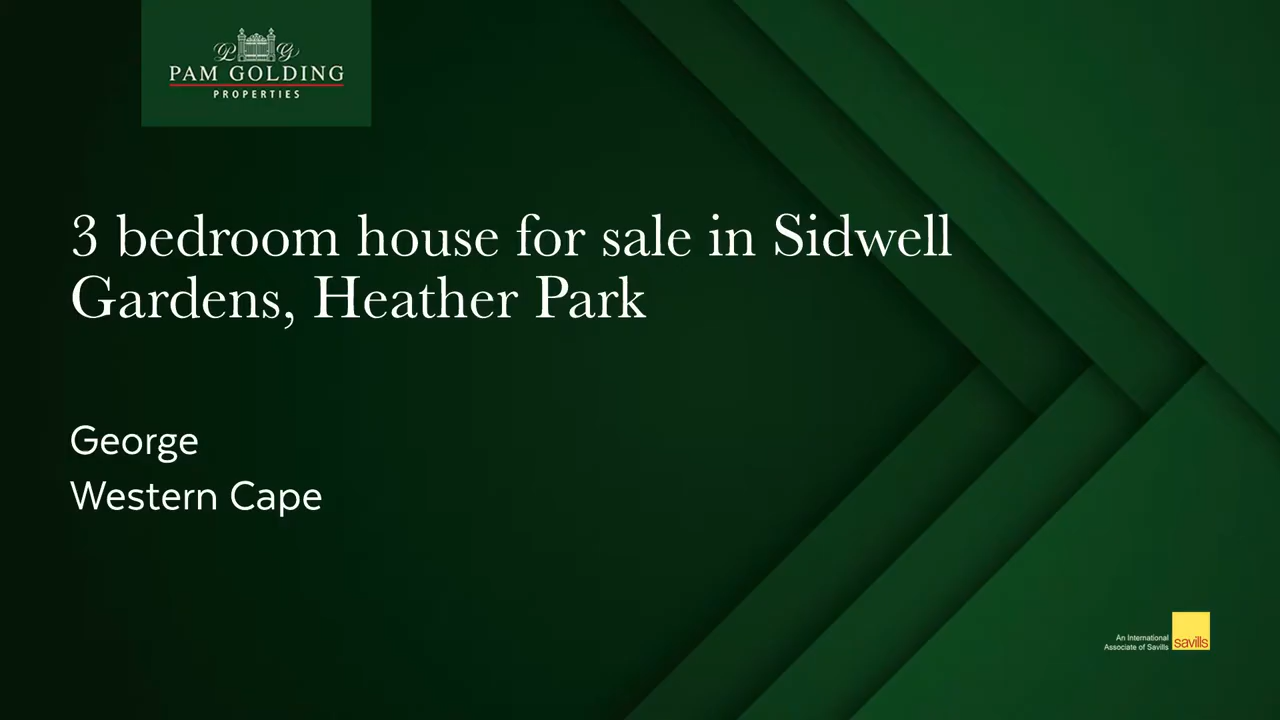 P G
PAM GOLDING
PROPERTIES
3 bedroom house for sale in Sidwell
Gardens, Heather Park
George
Western Cape
An International
Associate of Savills
savills